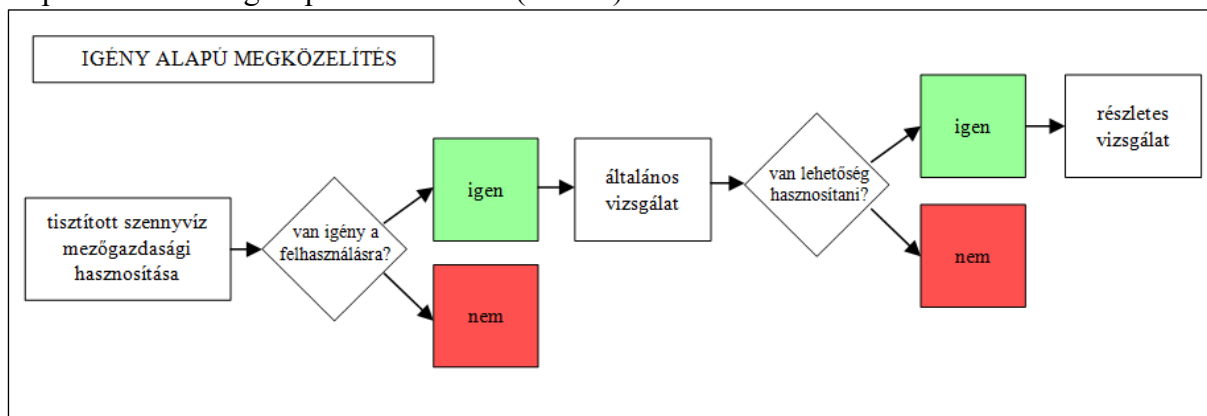 IGÉNY ALAPÚ MEGKÖZELÍTÉS
tisztított szennyvíz
mezőgazdasági
hasznosítása
van igény a
felhasználásra?
igen
nem
általános
vizsgálat
van lehetőség
hasznosítani?
igen
nem
részletes
vizsgálat